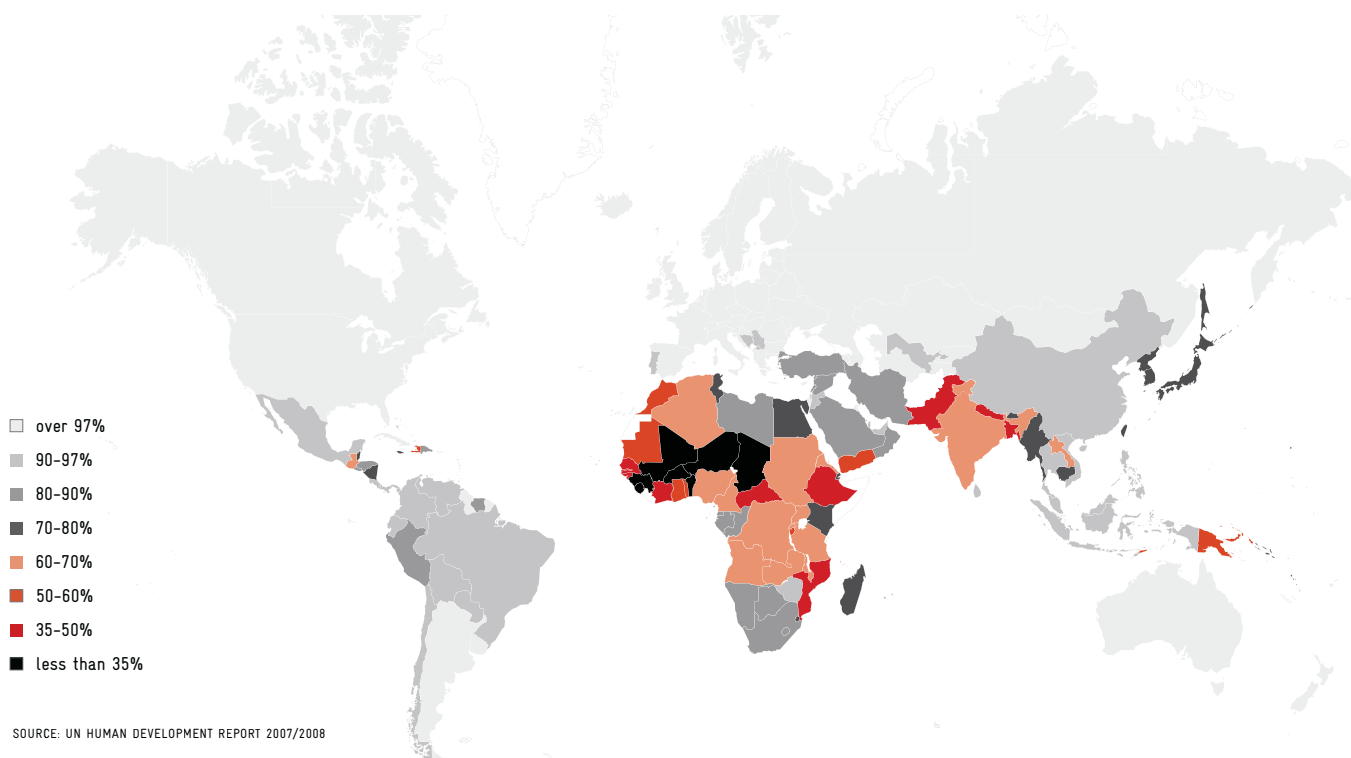 over 97%
90-97%
80-90%
70-80%
60-70%
50-60%
35-50%
less than 35%
SOURCE: UN HUMAN DEVELOPMENT REPORT 2007/2008